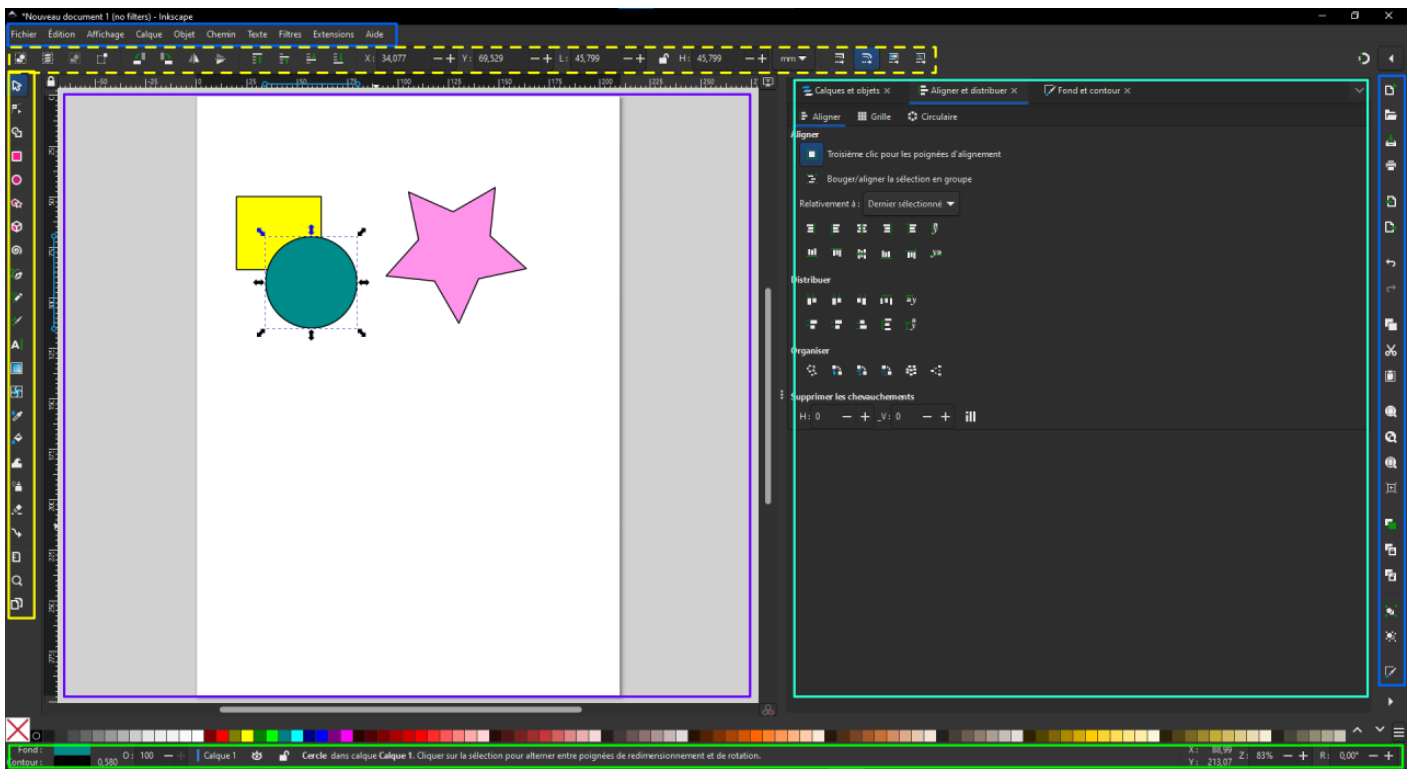 *Nouveau document 1 (no filters) - Inkscape
Fichier Édition Affichage Calque Objet Chemin Texte Filtres Extensions Aide
X: 34,077 Y: 69,529 L: 45,799 H: 45,799 mm
Calques et objets Aligner et distribuer Fond et contour
Aligner Grille Circulaire
Aligner
Troisième clic pour les poignées d'alignement
Bouger/aligner la sélection en groupe
Relativement à : Dernier sélectionné
Distribuer
Organiser
Supprimer les chevauchements
H: 0 _V: 0
Fond : O: 100 Calque 1 Cercle dans calque Calque 1. Cliquer sur la sélection pour alterner entre poignées de redimensionnement et de rotation. X: 88,99 Z: 83% R: 0,00°
Contour : 0,580 Y: 213,07